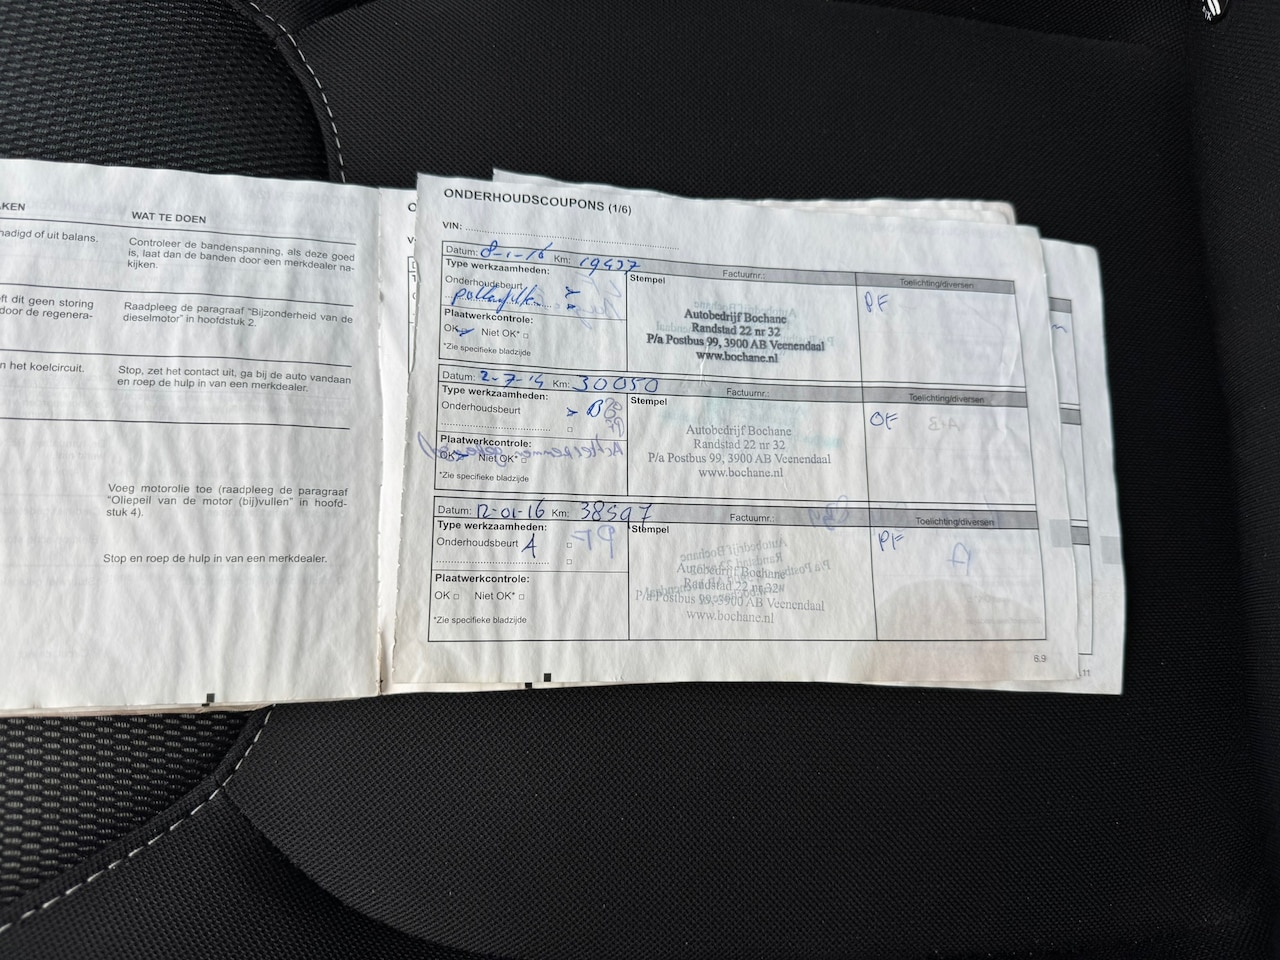 AKEN
WAT TE DOEN
hadigd of uit balans.
Controleer de bandenspanning, als deze goed
is, laat dan de banden door een merkdealer na-
kijken.
ft dit geen storing
door de regenera-
Raadpleeg de paragraaf "Bijzonderheid van de
dieselmotor" in hoofdstuk 2.
n het koelcircuit.
Stop, zet het contact uit, ga bij de auto vandaan
en roep de hulp in van een merkdealer.
Voeg motorolie toe (raadpleeg de paragraaf
"Oliepeil van de motor (bij)vullen" in hoofd-
stuk 4).
Stop en roep de hulp in van een merkdealer.
ONDERHOUDSCOUPONS (1/6)
VIN:
Datum: 8-1-16 Km: 19437 Factuurnr.: Toelichting/diversen
Type werkzaamheden:
Stempel
Onderhoudsbeurt
pollenfilter
PF
Plaatwerkcontrole:
OK Niet OK*
*Zie specifieke bladzijde
Autobedrijf Bochane
Randstad 22 nr 32
P/a Postbus 99, 3900 AB Veenendaal
www.bochane.nl
Datum: 2-7-14 Km: 30050 Factuurnr.: Toelichting/diversen
Type werkzaamheden:
Stempel
Onderhoudsbeurt B
OF
Plaatwerkcontrole:
OK Niet OK*
*Zie specifieke bladzijde
Autobedrijf Bochane
Randstad 22 nr 32
P/a Postbus 99, 3900 AB Veenendaal
www.bochane.nl
Datum: 12-01-16 Km: 38597 Factuurnr.: Toelichting/diversen
Type werkzaamheden:
Stempel
Onderhoudsbeurt A
PF
Plaatwerkcontrole:
OK Niet OK*
*Zie specifieke bladzijde
Autobedrijf Bochane
Randstad 22 nr 32
P/a Postbus 99, 3900 AB Veenendaal
www.bochane.nl
6.9
11